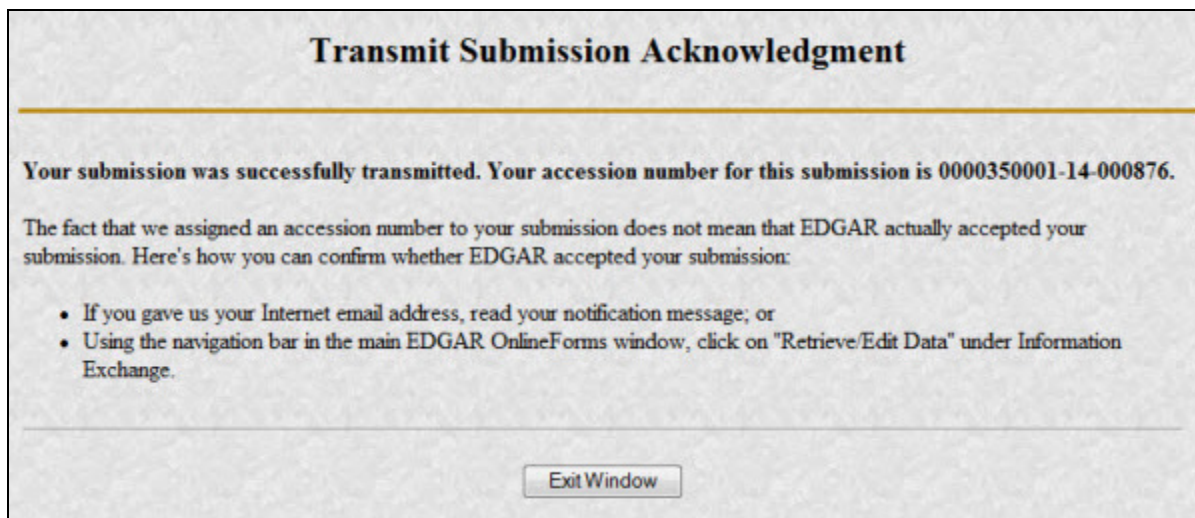 Transmit Submission Acknowledgment
Your submission was successfully transmitted. Your accession number for this submission is 0000350001-14-000876.
The fact that we assigned an accession number to your submission does not mean that EDGAR actually accepted your
submission. Here's how you can confirm whether EDGAR accepted your submission:
• If you gave us your Internet email address, read your notification message; or
• Using the navigation bar in the main EDGAR OnlineForms window, click on "Retrieve/Edit Data" under Information
Exchange.
Exit Window